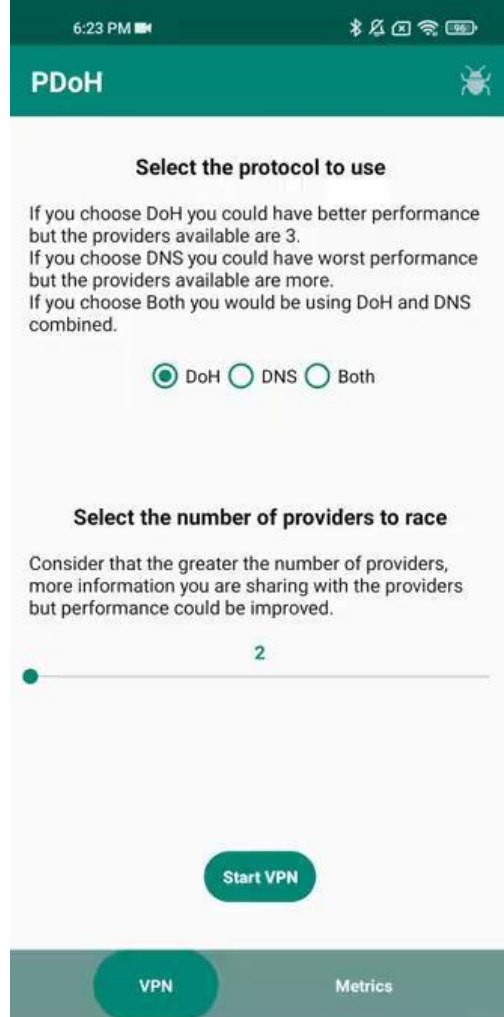 6:23 PM
96
PDoH
Select the protocol to use
If you choose DoH you could have better performance
but the providers available are 3.
If you choose DNS you could have worst performance
but the providers available are more.
If you choose Both you would be using DoH and DNS
combined.
DoH DNS Both
Select the number of providers to race
Consider that the greater the number of providers,
more information you are sharing with the providers
but performance could be improved.
2
Start VPN
VPN Metrics